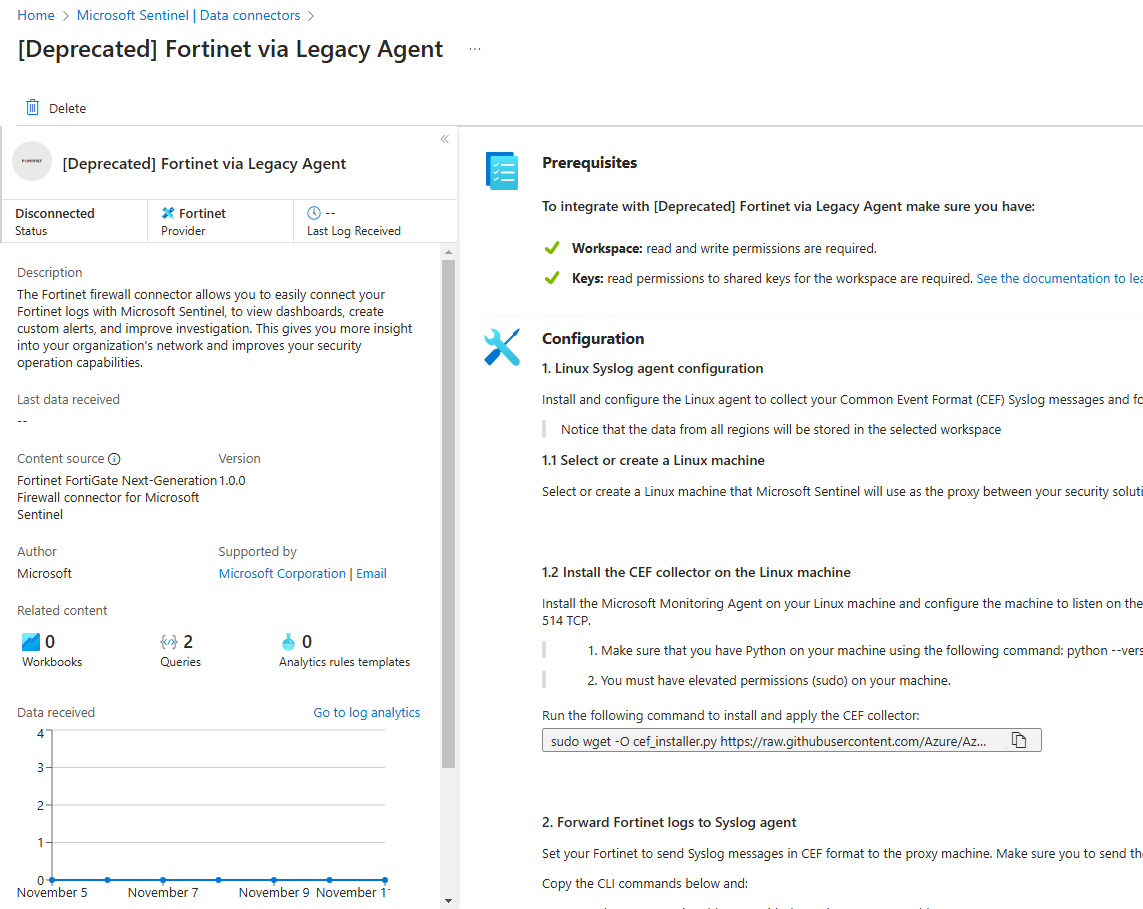 Home > Microsoft Sentinel | Data connectors >
[Deprecated] Fortinet via Legacy Agent ...
Delete
«
FORTINET
[Deprecated] Fortinet via Legacy Agent
Disconnected
Status
Fortinet
Provider
--
Last Log Received
Description
The Fortinet firewall connector allows you to easily connect your
Fortinet logs with Microsoft Sentinel, to view dashboards, create
custom alerts, and improve investigation. This gives you more insight
into your organization's network and improves your security
operation capabilities.
Last data received
--
Content source Version
Fortinet FortiGate Next-Generation 1.0.0
Firewall connector for Microsoft
Sentinel
Author Supported by
Microsoft Microsoft Corporation | Email
Related content
0 2 0
Workbooks Queries Analytics rules templates
Data received Go to log analytics
4
3
2
1
0
November 5 November 7 November 9 November 1
Prerequisites
To integrate with [Deprecated] Fortinet via Legacy Agent make sure you have:
Workspace: read and write permissions are required.
Keys: read permissions to shared keys for the workspace are required. See the documentation to lea
Configuration
1. Linux Syslog agent configuration
Install and configure the Linux agent to collect your Common Event Format (CEF) Syslog messages and fo
Notice that the data from all regions will be stored in the selected workspace
1.1 Select or create a Linux machine
Select or create a Linux machine that Microsoft Sentinel will use as the proxy between your security soluti
1.2 Install the CEF collector on the Linux machine
Install the Microsoft Monitoring Agent on your Linux machine and configure the machine to listen on the
514 TCP.
1. Make sure that you have Python on your machine using the following command: python --vers
2. You must have elevated permissions (sudo) on your machine.
Run the following command to install and apply the CEF collector:
sudo wget -O cef_installer.py https://raw.githubusercontent.com/Azure/Az...
2. Forward Fortinet logs to Syslog agent
Set your Fortinet to send Syslog messages in CEF format to the proxy machine. Make sure you to send the
Copy the CLI commands below and: